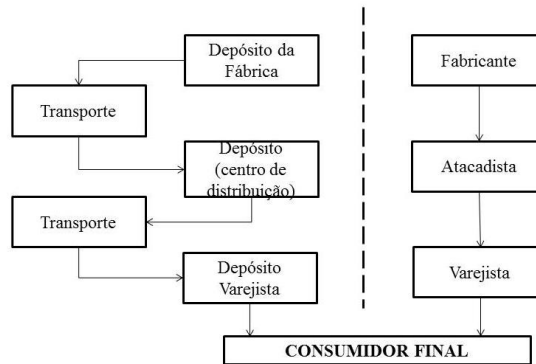 Depósito da
Fábrica
Fabricante
Transporte
Depósito
(centro de
distribuição)
Atacadista
Transporte
Depósito
Varejista
Varejista
CONSUMIDOR FINAL